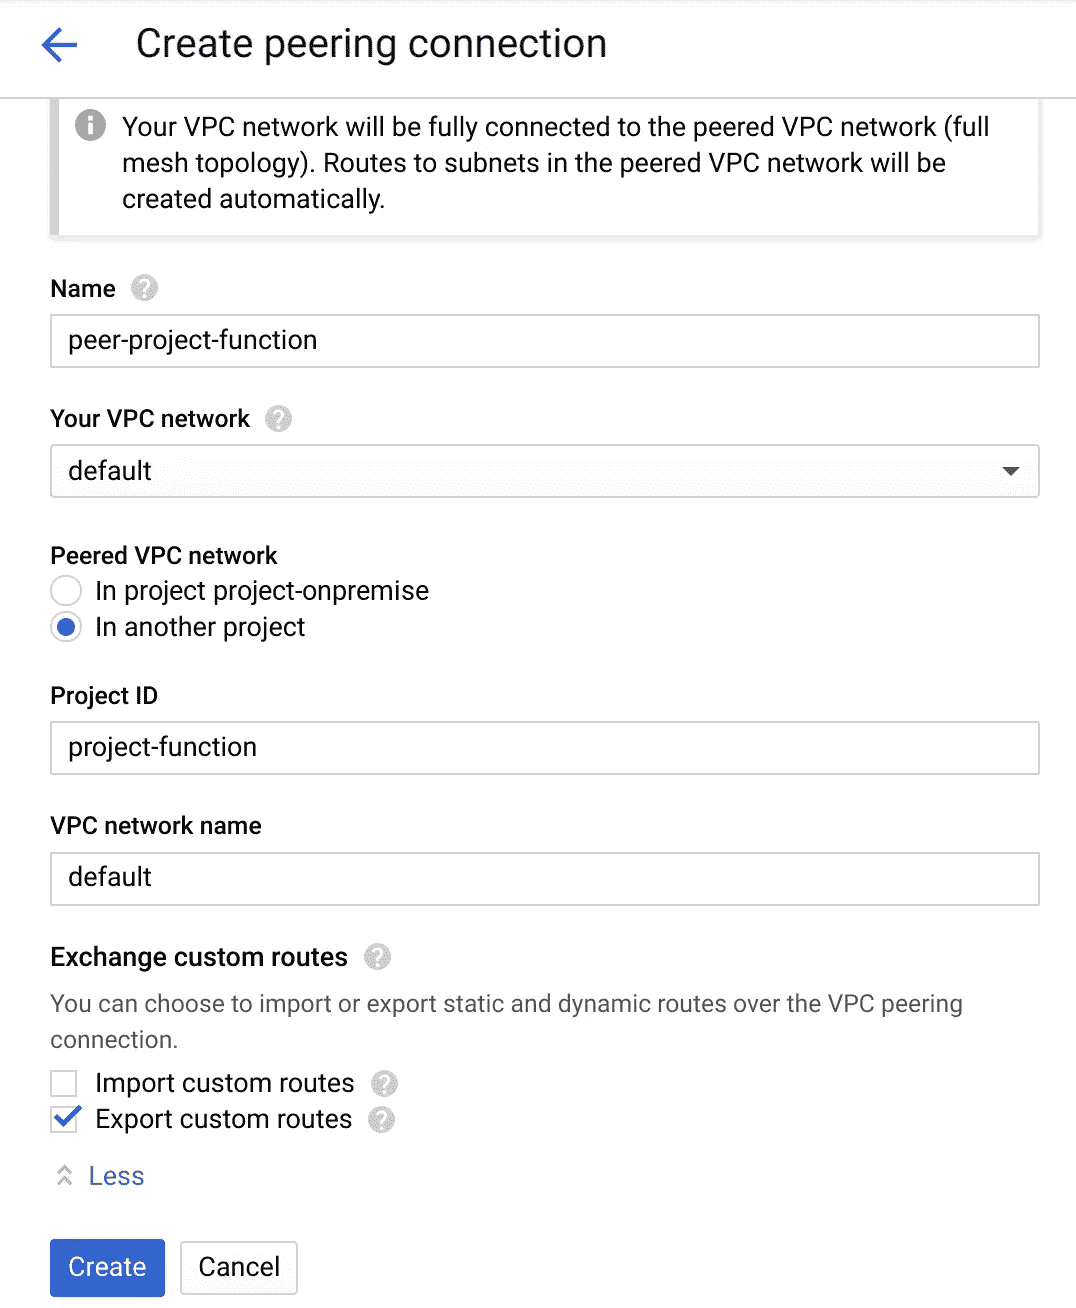 Create peering connection
Your VPC network will be fully connected to the peered VPC network (full
mesh topology). Routes to subnets in the peered VPC network will be
created automatically.
Name
peer-project-function
Your VPC network
default
Peered VPC network
In project project-onpremise
In another project
Project ID
project-function
VPC network name
default
Exchange custom routes
You can choose to import or export static and dynamic routes over the VPC peering
connection.
Import custom routes
Export custom routes
Less
Create Cancel